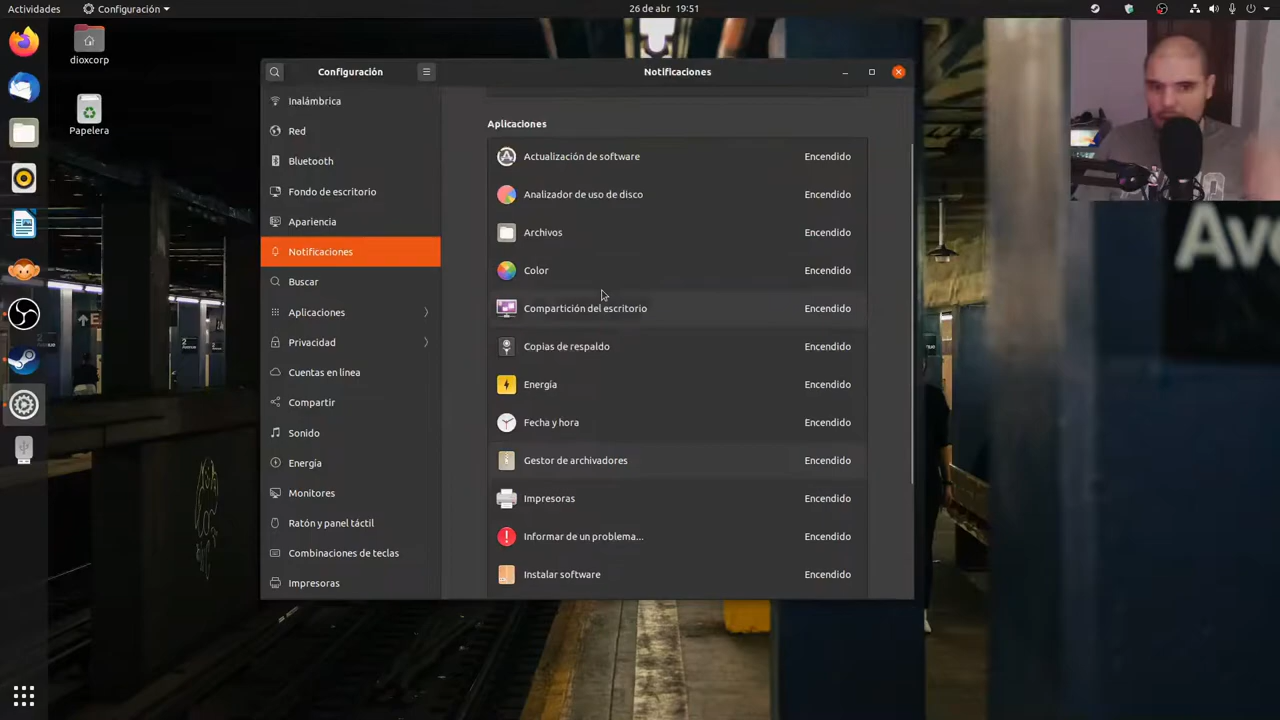 Actividades
Configuración
26 de abr 19:51
dioxcorp
Papelera
Configuración
Notificaciones
Inalámbrica
Red
Bluetooth
Fondo de escritorio
Apariencia
Notificaciones
Buscar
Aplicaciones
Privacidad
Cuentas en línea
Compartir
Sonido
Energía
Monitores
Ratón y panel táctil
Combinaciones de teclas
Impresoras
Aplicaciones
Actualización de software Encendido
Analizador de uso de disco Encendido
Archivos Encendido
Color Encendido
Compartición del escritorio Encendido
Copias de respaldo Encendido
Energía Encendido
Fecha y hora Encendido
Gestor de archivadores Encendido
Impresoras Encendido
Informar de un problema... Encendido
Instalar software Encendido
Ave